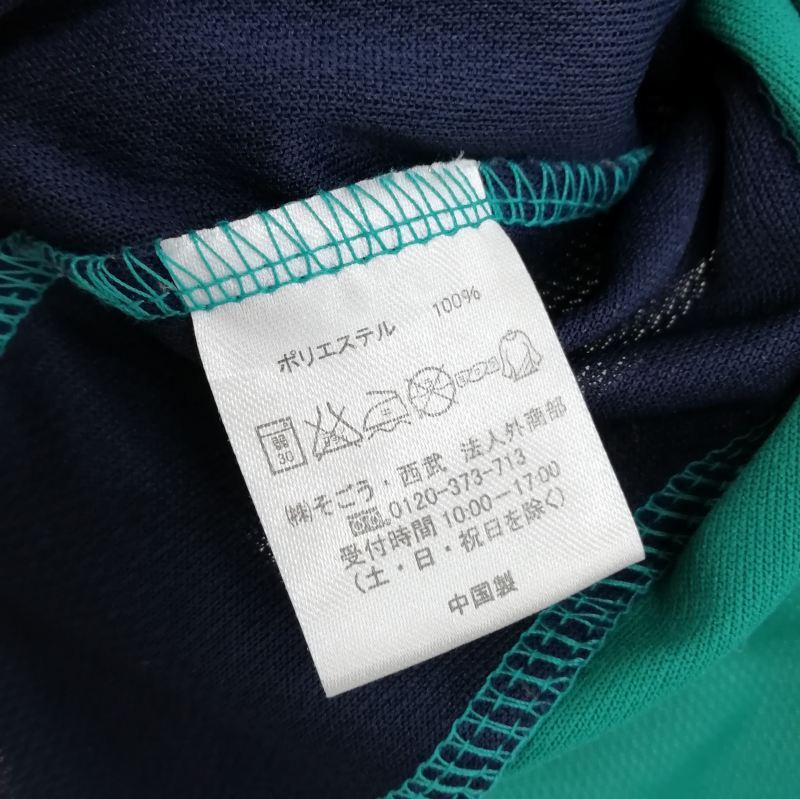 ポリエステル 100%
㈱そごう・西武 法人外商部
0120-373-713
受付時間 10:00−17:00
(土・日・祝日を除く)
中国製